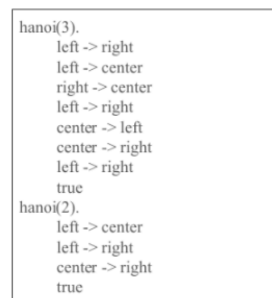 hanoi(3).
left -> right
left -> center
right -> center
left -> right
center -> left
center -> right
left -> right
true
hanoi(2).
left -> center
left -> right
center -> right
true